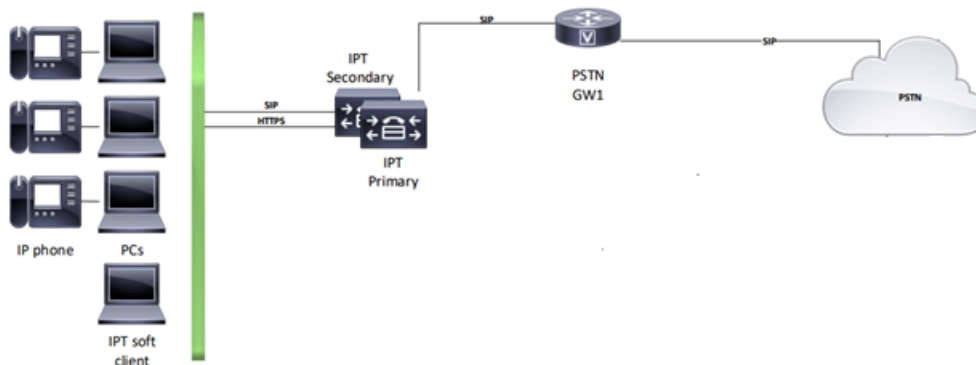 SIP
IPT
Secondary
SIP
HTTPS
IPT
Primary
V
PSTN
GW1
SIP
PSTN
IP phone
PCs
IPT soft
client